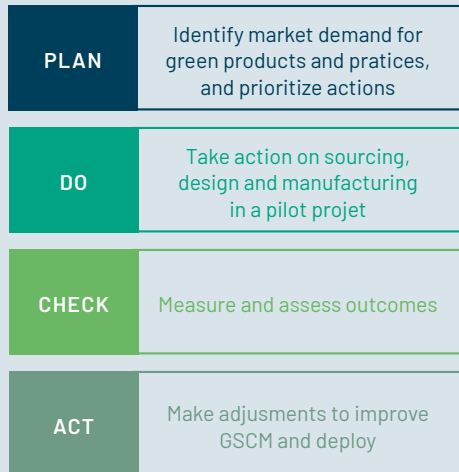 PLAN
Identify market demand for
green products and pratices,
and prioritize actions
DO
Take action on sourcing,
design and manufacturing
in a pilot projet
CHECK
Measure and assess outcomes
ACT
Make adjusments to improve
GSCM and deploy